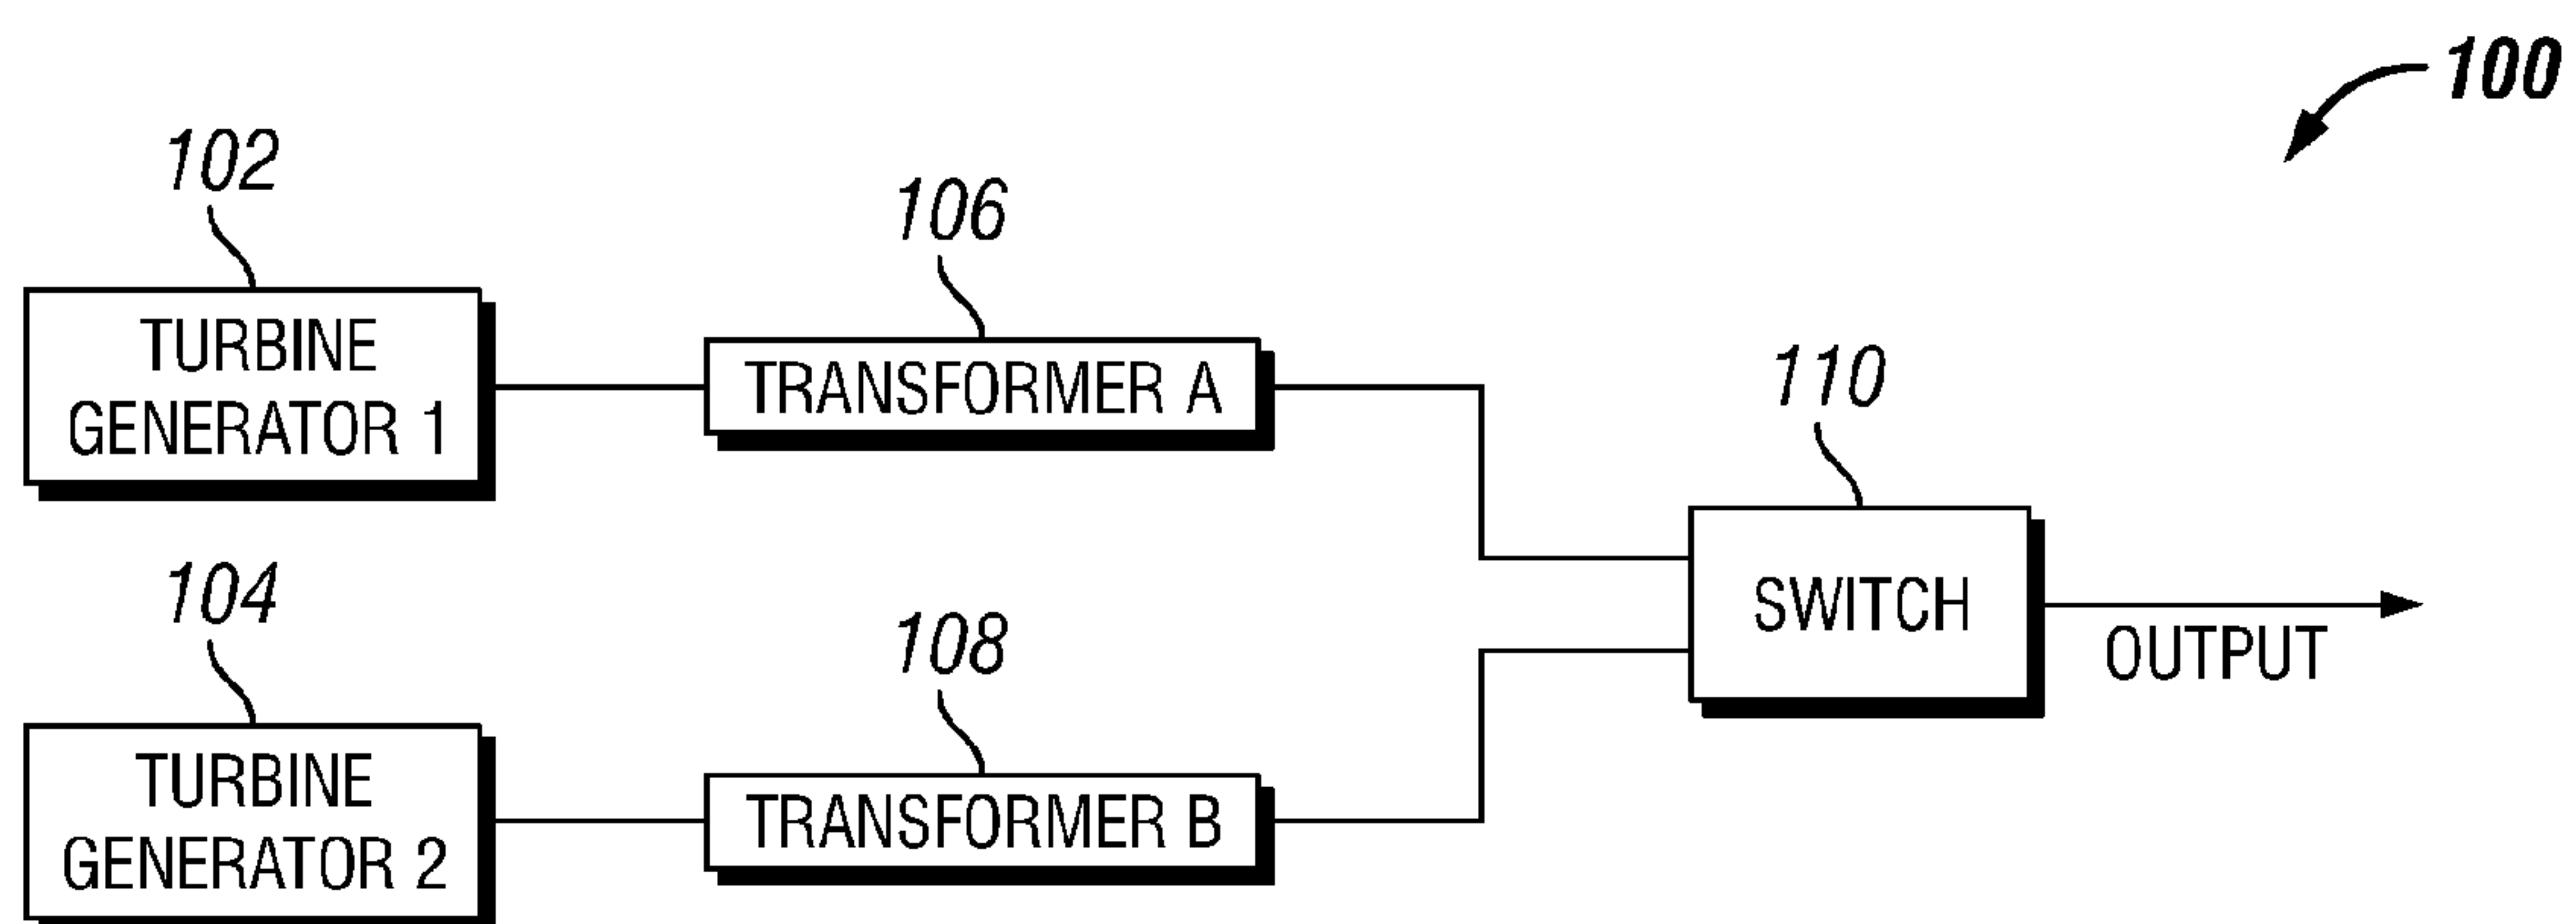 100
102
106
TURBINE
GENERATOR 1
TRANSFORMER A
110
104
108
SWITCH
OUTPUT
TURBINE
GENERATOR 2
TRANSFORMER B